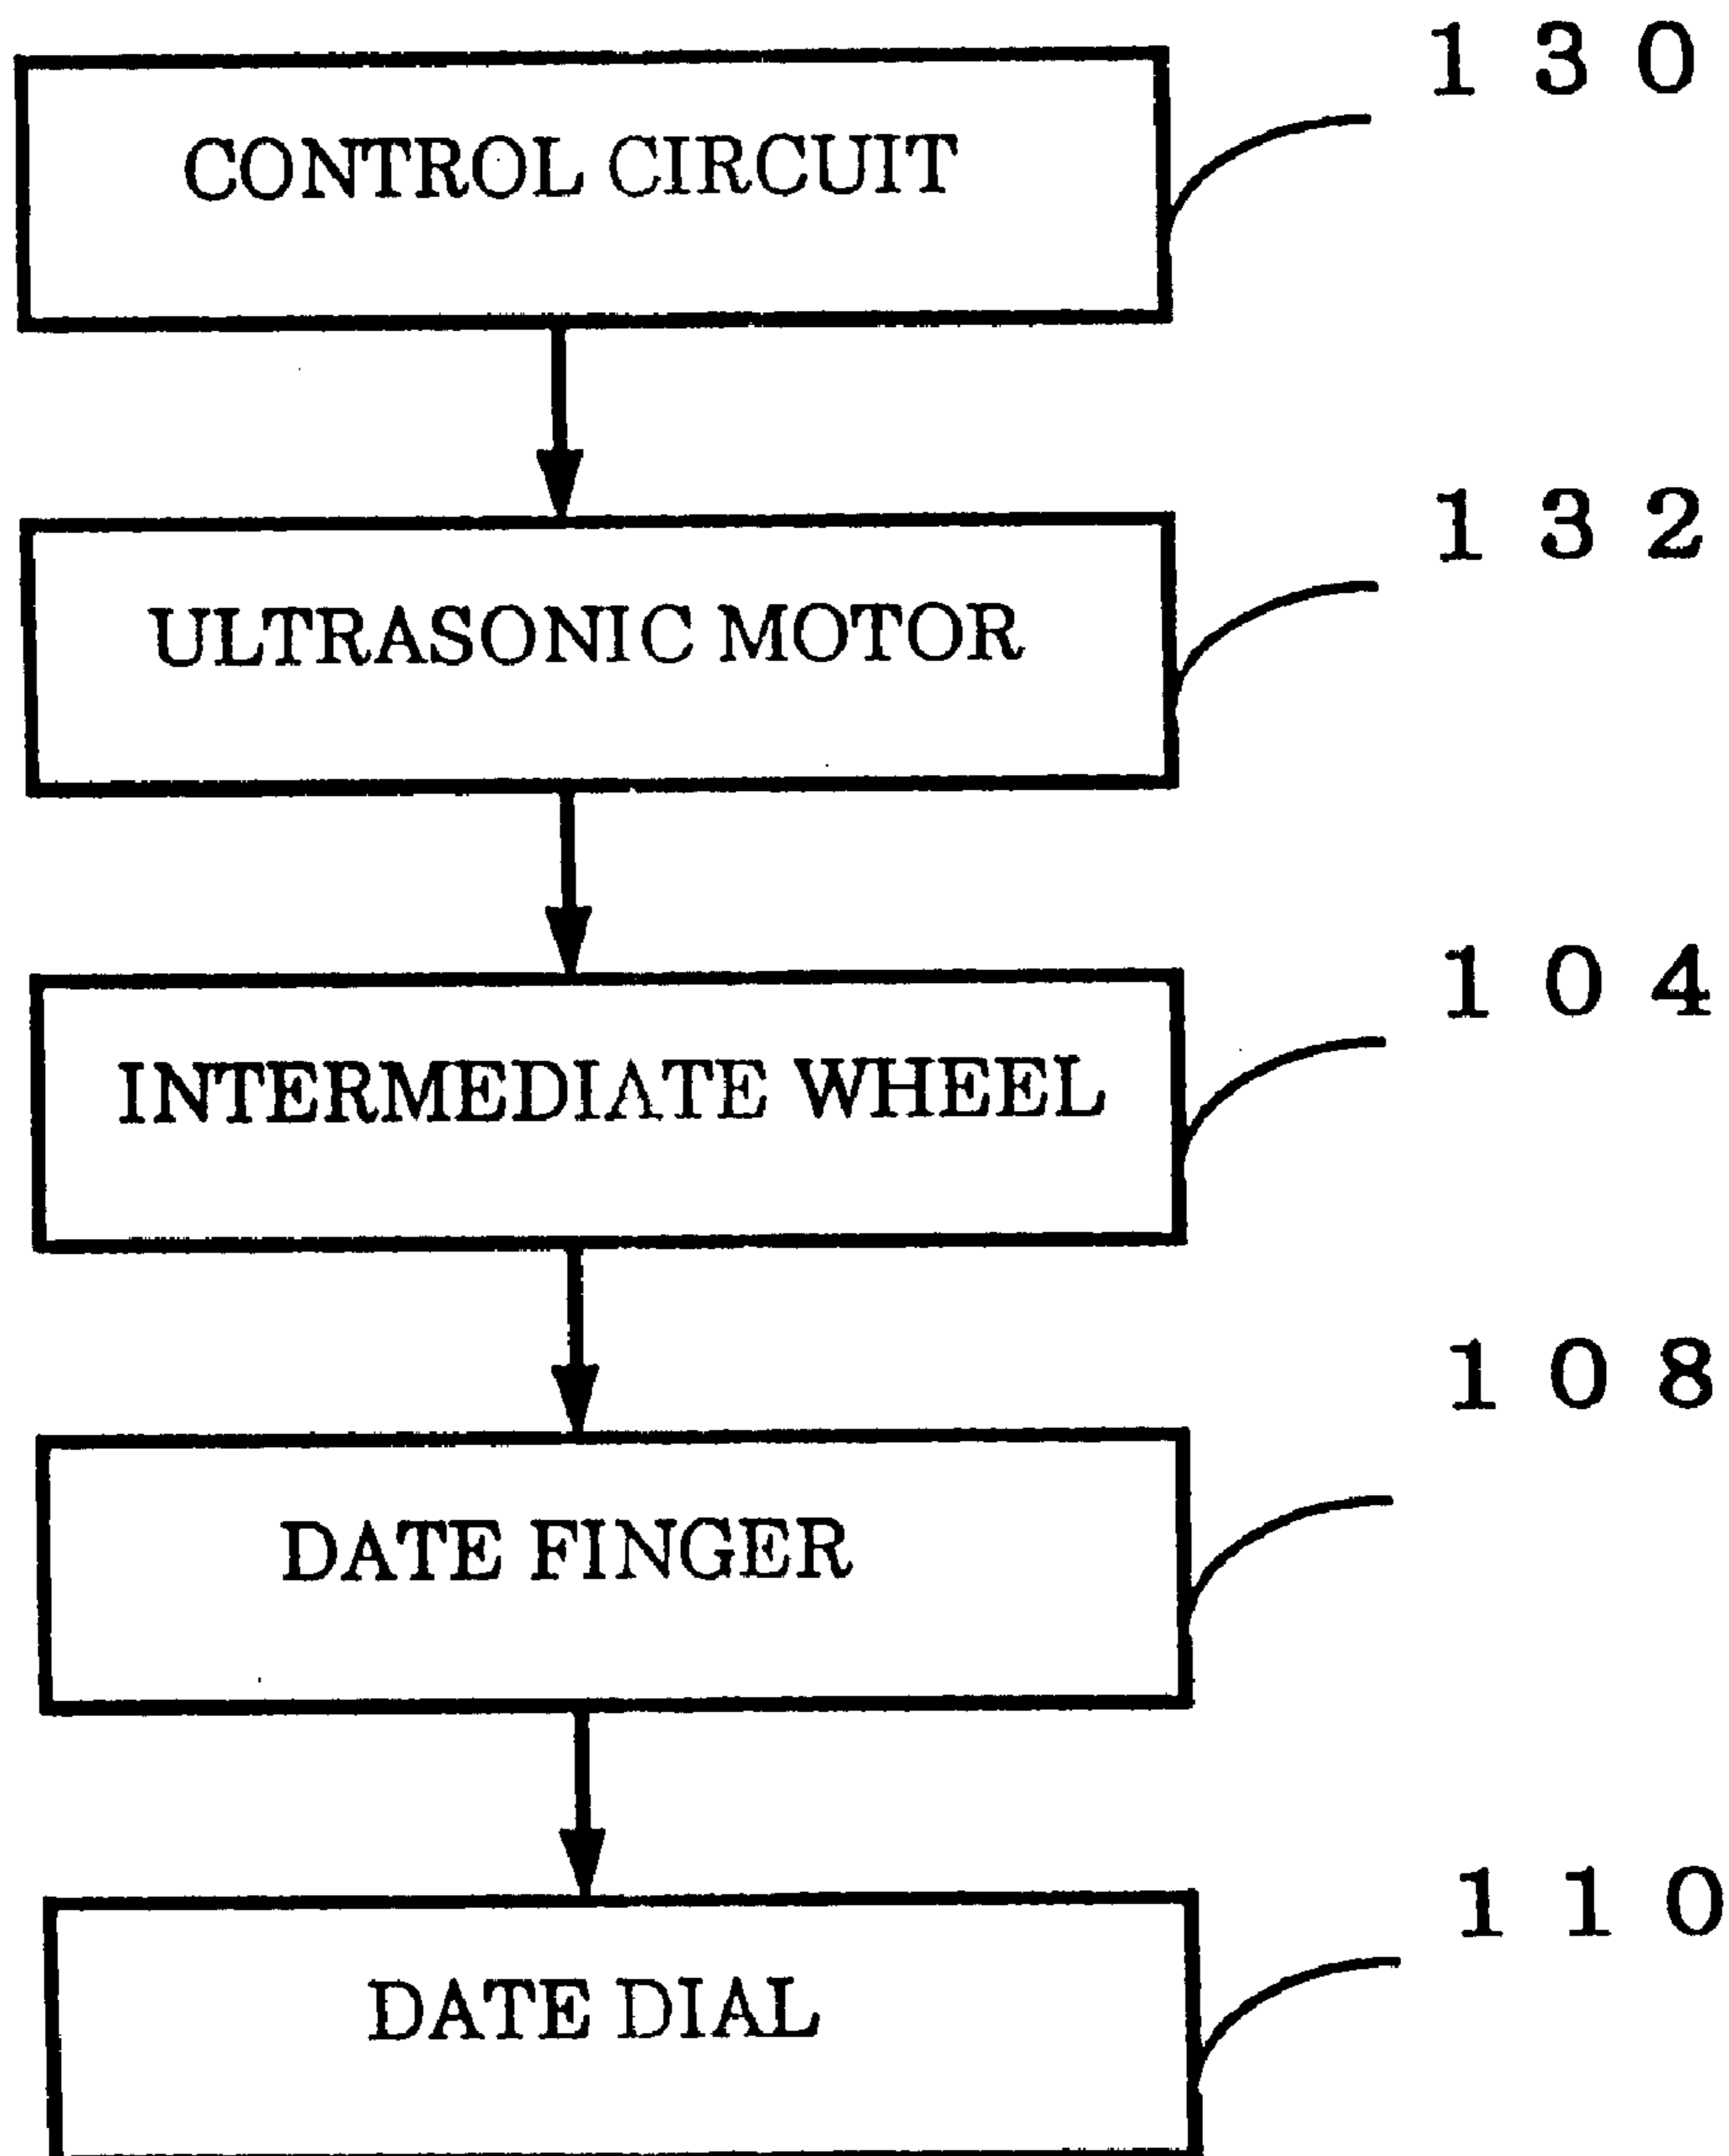 130
CONTROL CIRCUIT
132
ULTRASONIC MOTOR
104
INTERMEDIATE WHEEL
108
DATE FINGER
110
DATE DIAL